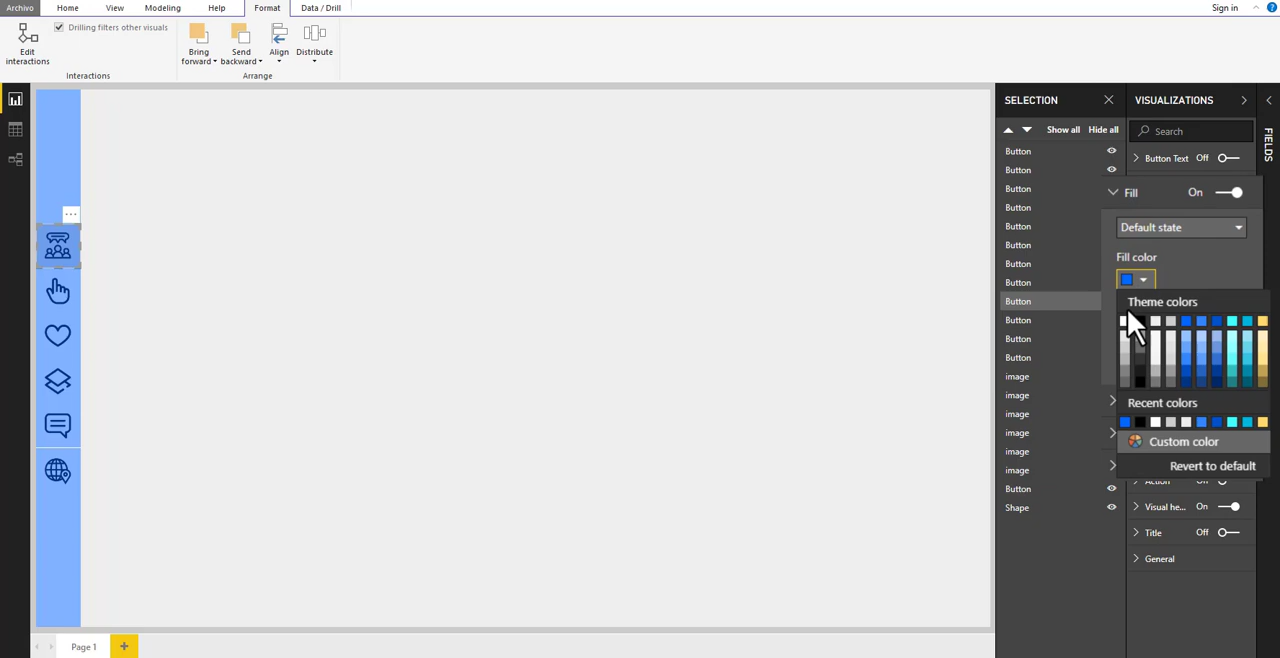 Archivo Home View Modeling Help Format Data / Drill Sign in
Drilling filters other visuals
Edit interactions
Bring forward
Send backward
Align
Distribute
Interactions
Arrange
SELECTION
Show all Hide all
Button
Button
Button
Button
Button
Button
Button
Button
Button
Button
Button
Button
image
image
image
image
image
image
Button
Shape
VISUALIZATIONS
Search
Button Text Off
Fill On
Default state
Fill color
Theme colors
Recent colors
Custom color
Revert to default
Action Off
Visual he... On
Title Off
General
FIELDS
Page 1